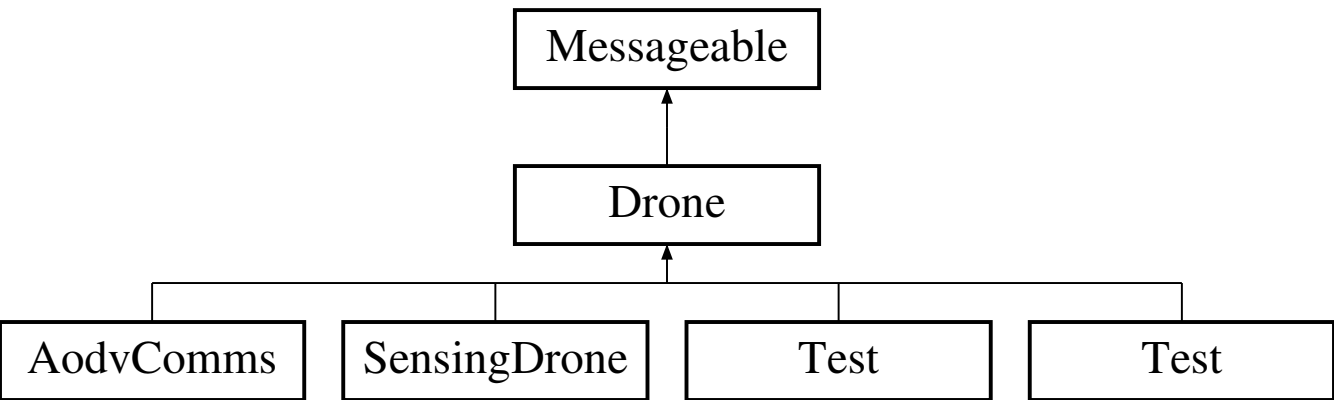 Messageable
Drone
AodvComms
SensingDrone
Test
Test